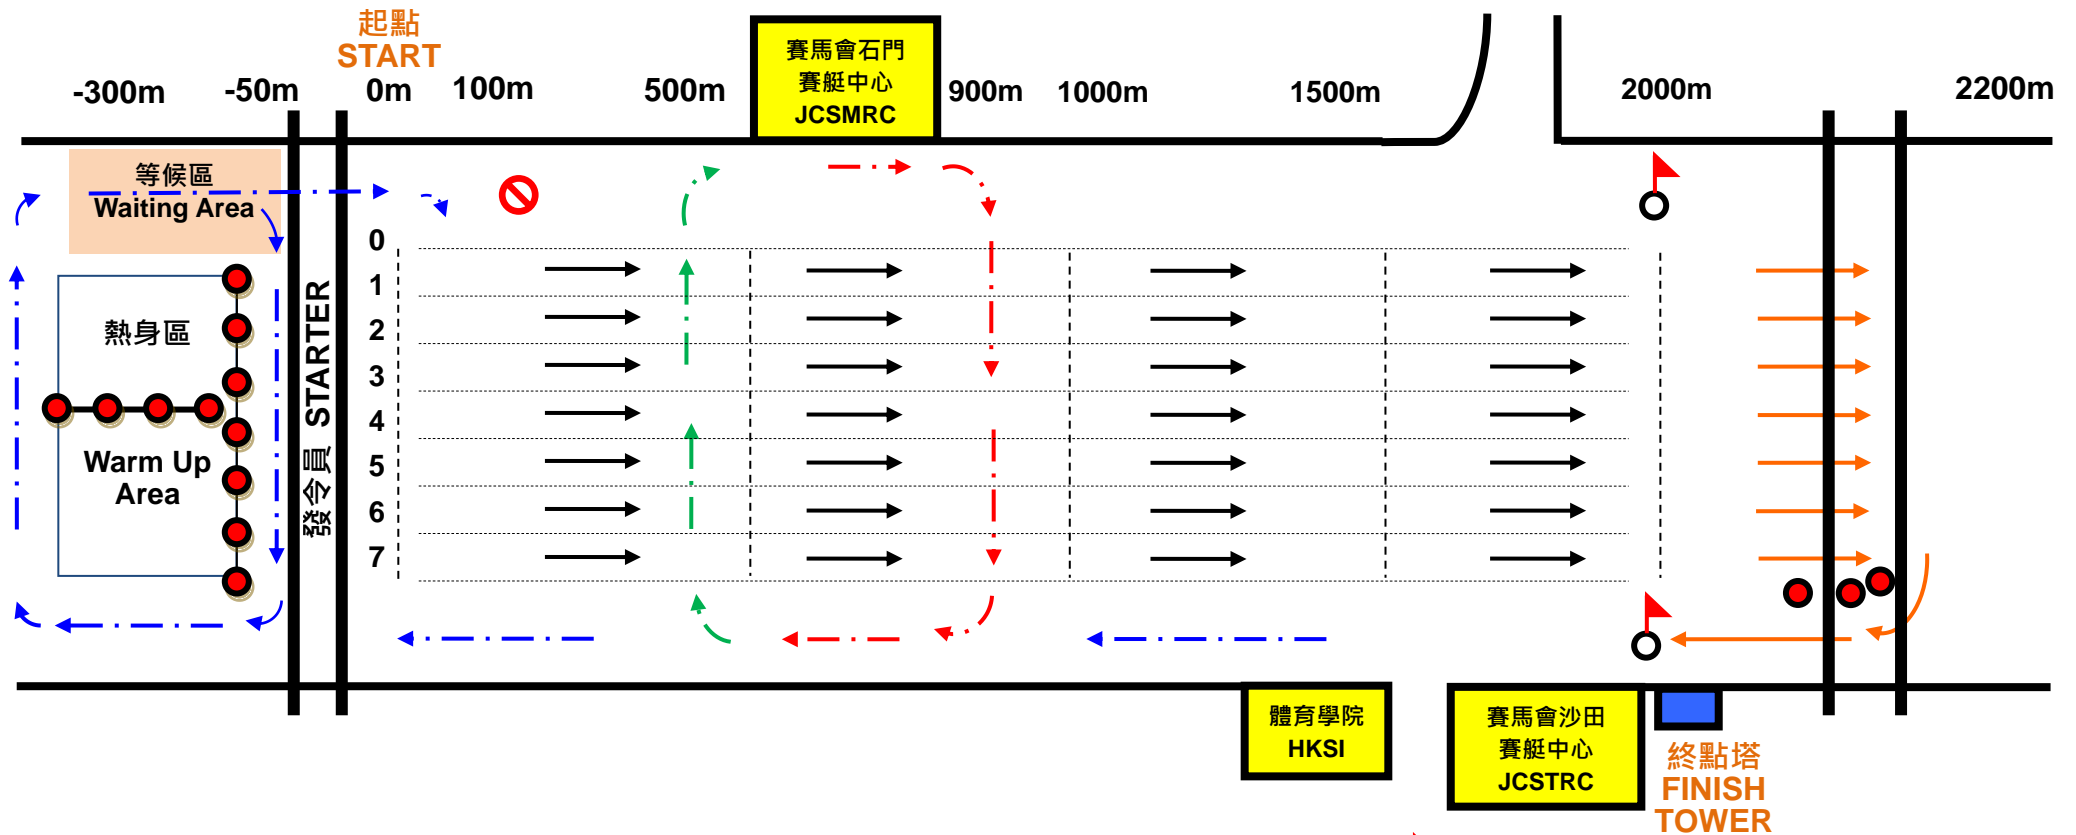 起點
START
-300m
-50m
0m
100m
500m
賽馬會石門
賽艇中心
JCSMRC
900m
1000m
1500m
2000m
2200m
等候區
Waiting Area
熱身區
Warm Up
Area
發令員 STARTER
0
1
2
3
4
5
6
7
體育學院
HKSI
賽馬會沙田
賽艇中心
JCSTRC
終點塔
FINISH
TOWER